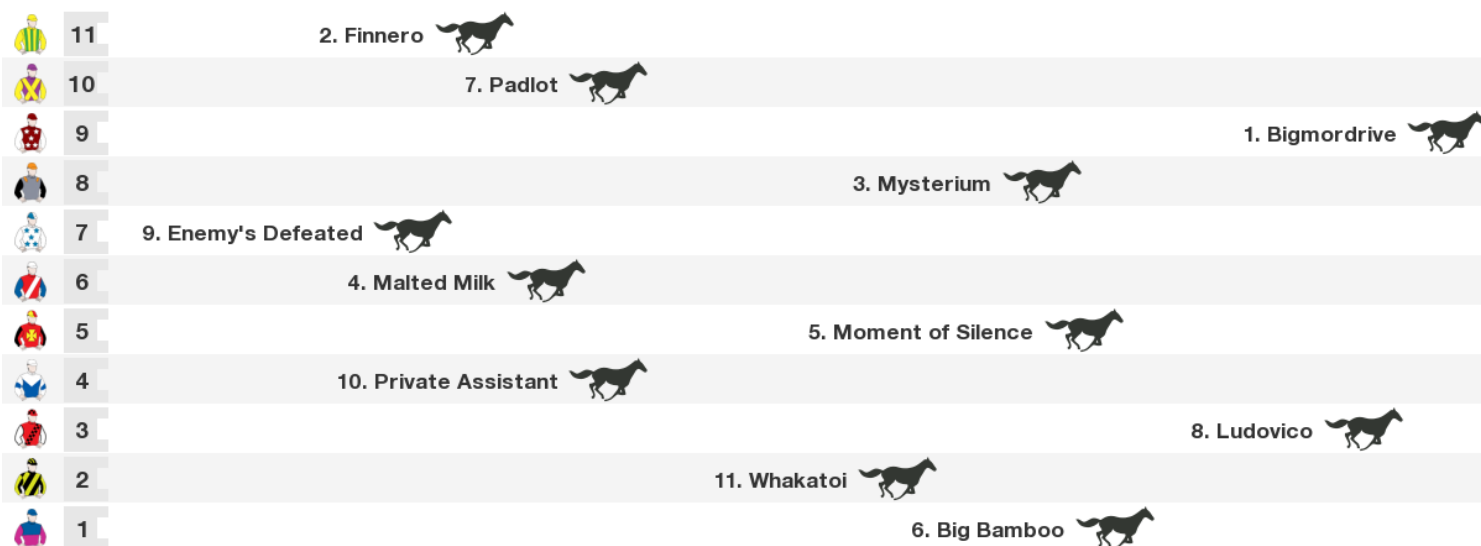 11 2. Finnero
10 7. Padlot
9 1. Bigmordrive
8 3. Mysterium
7 9. Enemy's Defeated
6 4. Malted Milk
5 5. Moment of Silence
4 10. Private Assistant
3 8. Ludovico
2 11. Whakatoi
1 6. Big Bamboo